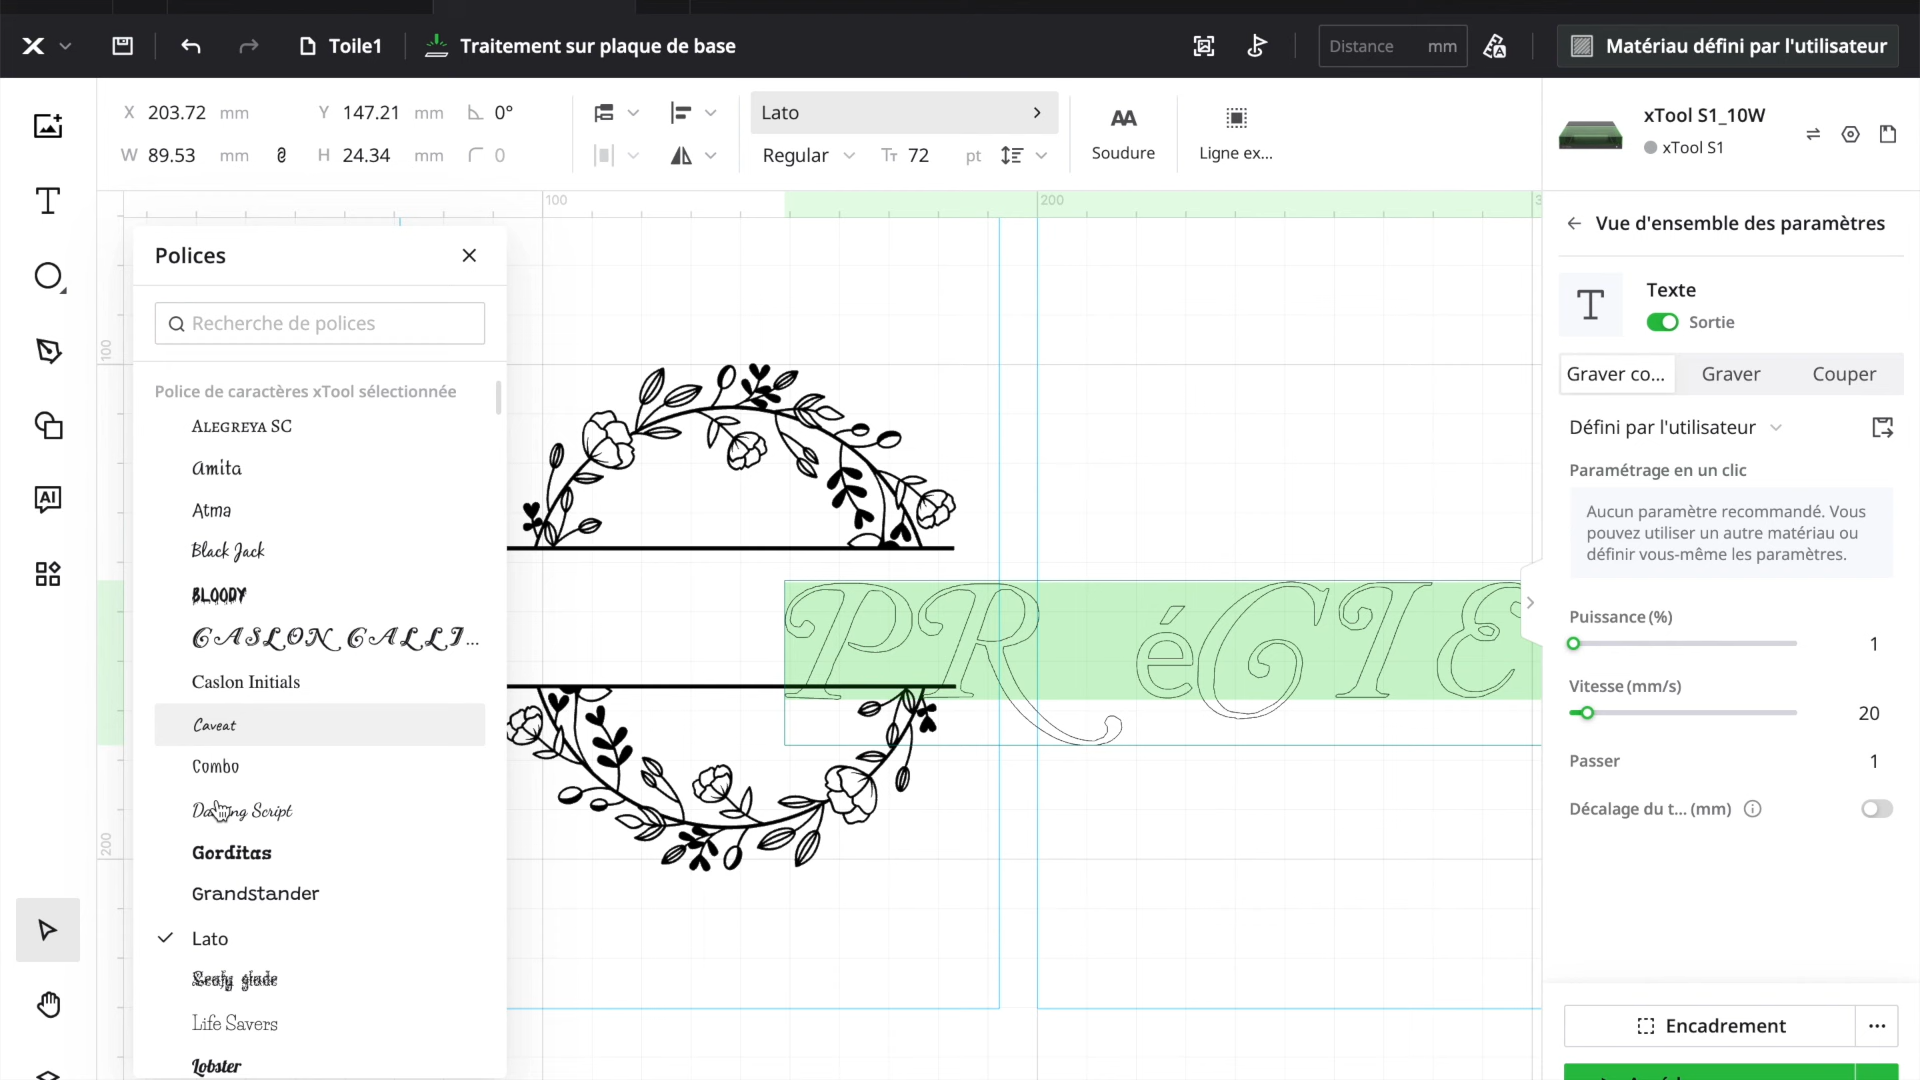 Toile1
Traitement sur plaque de base
Distance mm
Matériau défini par l'utilisateur
X 203.72 mm
Y 147.21 mm
0°
W 89.53 mm
H 24.34 mm
0
Lato
Regular
72 pt
Soudure
Ligne ex...
xTool S1_10W
xTool S1
100
200
100
200
Polices
Recherche de polices
Police de caractères xTool sélectionnée
ALEGREYA SC
Amita
Atma
Black Jack
BLOODY
CASLON CALLI...
Caslon Initials
Caveat
Combo
Gorditas
Grandstander
Lato
Life Savers
Lobster
PRéCIE
Vue d'ensemble des paramètres
Texte
Sortie
Graver co...
Graver
Couper
Défini par l'utilisateur
Paramétrage en un clic
Aucun paramètre recommandé. Vous
pouvez utiliser un autre matériau ou
définir vous-même les paramètres.
Puissance (%)
1
Vitesse (mm/s)
20
Passer
1
Décalage du t... (mm)
Encadrement